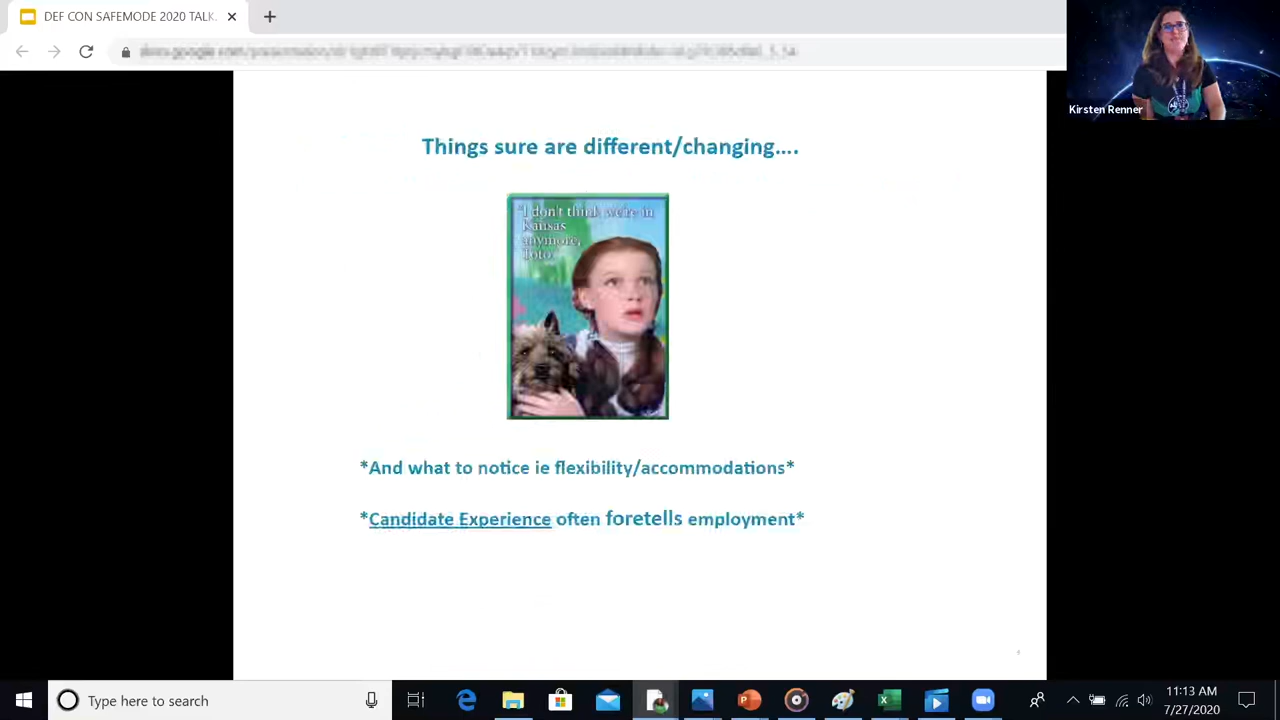 DEF CON SAFEMODE 2020 TALK.
Kirsten Renner
Things sure are different/changing....
"I don't think we're in
Kansas
anymore,
Toto
*And what to notice ie flexibility/accommodations*
*Candidate Experience often foretells employment*
Type here to search
11:13 AM
7/27/2020